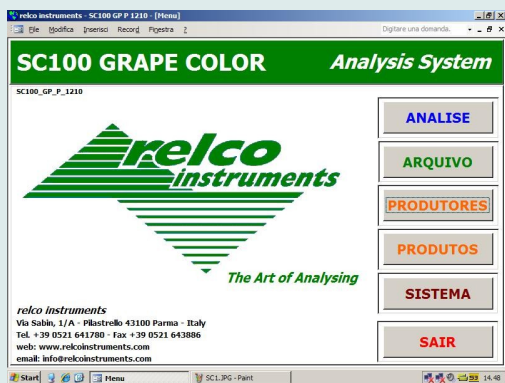 relco instruments - SC100 GP P 1210 - [Menu]
File Modifica Inserisci Record Finestra ?
Digitare una domanda.
SC100 GRAPE COLOR Analysis System
SC100_GP_P_1210
relco
instruments
The Art of Analysing
ANALISE
ARQUIVO
PRODUTORES
PRODUTOS
SISTEMA
SAIR
relco instruments
Via Sabin, 1/A - Pilastrello 43100 Parma - Italy
Tel. +39 0521 641780 - Fax +39 0521 643886
web: www.relcoinstruments.com
email: info@relcoinstruments.com
Start Menu SC1.JPG - Paint 14.48